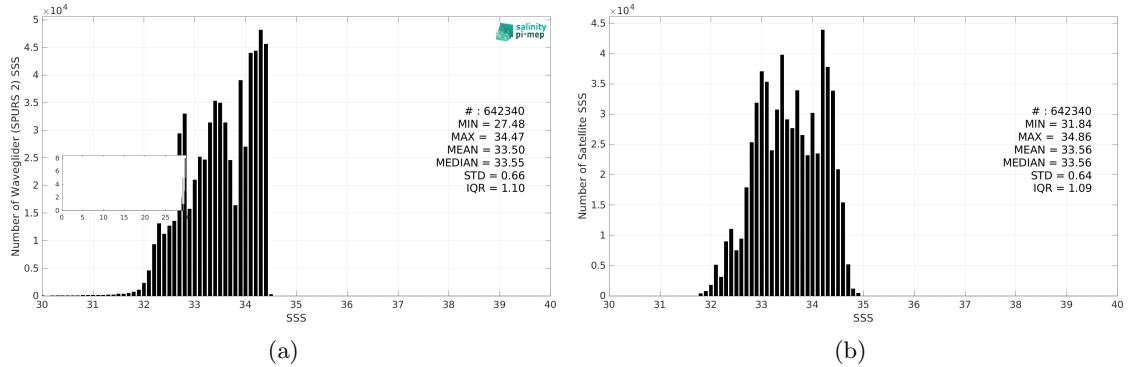 ×10⁴
5
4.5
4
3.5
3
2.5
2
1.5
1
0.5
0
Number of Waveglider (SPURS 2) SSS
salinity
pi-mep
# : 642340
MIN = 27.48
MAX = 34.47
MEAN = 33.50
MEDIAN = 33.55
STD = 0.66
IQR = 1.10
8
6
4
2
0
0 5 10 15 20 25
30 31 32 33 34 35 36 37 38 39 40
SSS
(a)
×10⁴
4.5
4
3.5
3
2.5
2
1.5
1
0.5
0
Number of Satellite SSS
# : 642340
MIN = 31.84
MAX = 34.86
MEAN = 33.56
MEDIAN = 33.56
STD = 0.64
IQR = 1.09
30 31 32 33 34 35 36 37 38 39 40
SSS
(b)